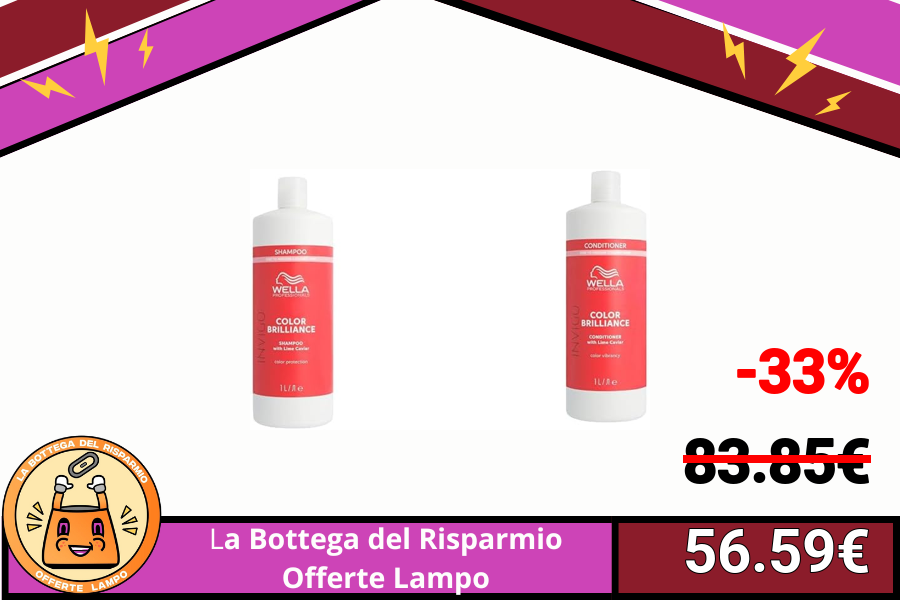 SHAMPOO
WELLA
PROFESSIONALS
INVIGO
COLOR
BRILLIANCE
SHAMPOO
with Lime Caviar
color protection
1 L / Л ℮
CONDITIONER
WELLA
PROFESSIONALS
INVIGO
COLOR
BRILLIANCE
CONDITIONER
with Lime Caviar
color vibrancy
1 L / Л ℮
-33%
83.85€
56.59€
LA BOTTEGA DEL RISPARMIO
OFFERTE LAMPO
La Bottega del Risparmio
Offerte Lampo